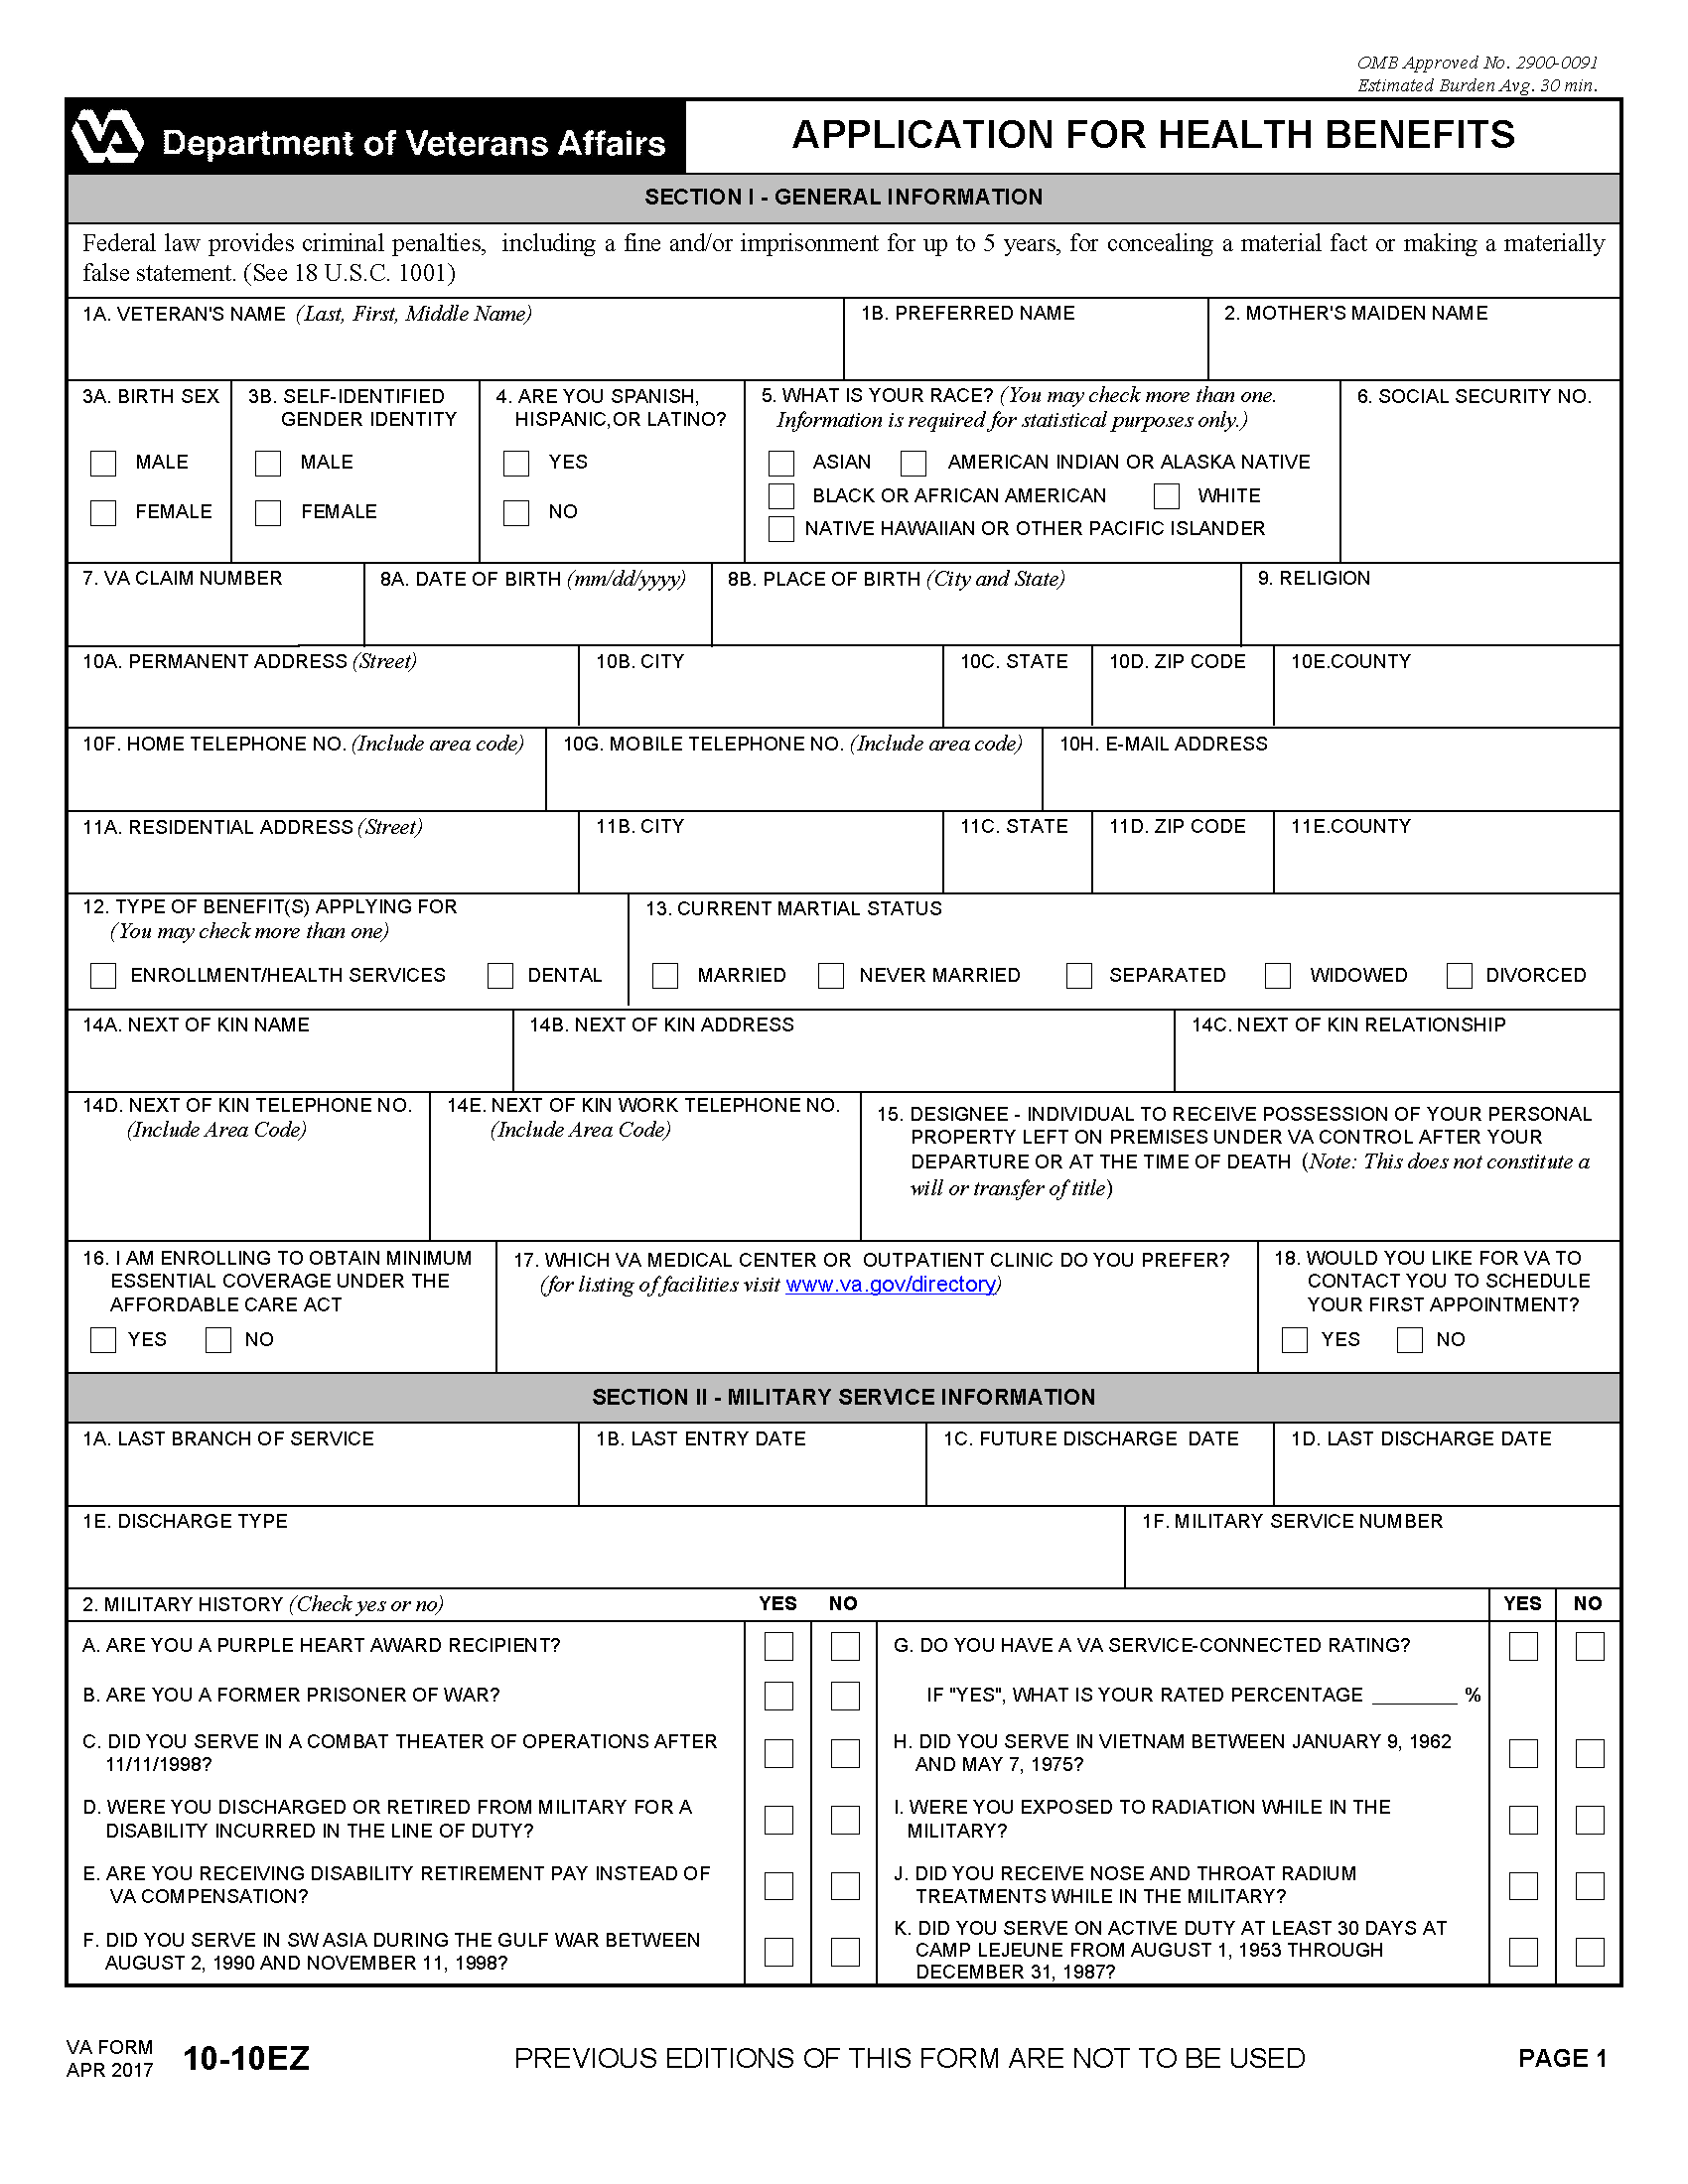 OMB Approved No. 2900-0091
Estimated Burden Avg. 30 min.
VA Department of Veterans Affairs
APPLICATION FOR HEALTH BENEFITS
SECTION I - GENERAL INFORMATION
Federal law provides criminal penalties, including a fine and/or imprisonment for up to 5 years, for concealing a material fact or making a materially
false statement. (See 18 U.S.C. 1001)
1A. VETERAN'S NAME (Last, First, Middle Name)
1B. PREFERRED NAME
2. MOTHER'S MAIDEN NAME
3A. BIRTH SEX
MALE
FEMALE
3B. SELF-IDENTIFIED
GENDER IDENTITY
MALE
FEMALE
4. ARE YOU SPANISH,
HISPANIC,OR LATINO?
YES
NO
5. WHAT IS YOUR RACE? (You may check more than one.
Information is required for statistical purposes only.)
ASIAN AMERICAN INDIAN OR ALASKA NATIVE
BLACK OR AFRICAN AMERICAN WHITE
NATIVE HAWAIIAN OR OTHER PACIFIC ISLANDER
6. SOCIAL SECURITY NO.
7. VA CLAIM NUMBER
8A. DATE OF BIRTH (mm/dd/yyyy)
8B. PLACE OF BIRTH (City and State)
9. RELIGION
10A. PERMANENT ADDRESS (Street)
10B. CITY
10C. STATE
10D. ZIP CODE
10E.COUNTY
10F. HOME TELEPHONE NO. (Include area code)
10G. MOBILE TELEPHONE NO. (Include area code)
10H. E-MAIL ADDRESS
11A. RESIDENTIAL ADDRESS (Street)
11B. CITY
11C. STATE
11D. ZIP CODE
11E.COUNTY
12. TYPE OF BENEFIT(S) APPLYING FOR
(You may check more than one)
ENROLLMENT/HEALTH SERVICES DENTAL
13. CURRENT MARTIAL STATUS
MARRIED NEVER MARRIED SEPARATED WIDOWED DIVORCED
14A. NEXT OF KIN NAME
14B. NEXT OF KIN ADDRESS
14C. NEXT OF KIN RELATIONSHIP
14D. NEXT OF KIN TELEPHONE NO.
(Include Area Code)
14E. NEXT OF KIN WORK TELEPHONE NO.
(Include Area Code)
15. DESIGNEE - INDIVIDUAL TO RECEIVE POSSESSION OF YOUR PERSONAL
PROPERTY LEFT ON PREMISES UNDER VA CONTROL AFTER YOUR
DEPARTURE OR AT THE TIME OF DEATH (Note: This does not constitute a
will or transfer of title)
16. I AM ENROLLING TO OBTAIN MINIMUM
ESSENTIAL COVERAGE UNDER THE
AFFORDABLE CARE ACT
YES NO
17. WHICH VA MEDICAL CENTER OR OUTPATIENT CLINIC DO YOU PREFER?
(for listing of facilities visit www.va.gov/directory)
18. WOULD YOU LIKE FOR VA TO
CONTACT YOU TO SCHEDULE
YOUR FIRST APPOINTMENT?
YES NO
SECTION II - MILITARY SERVICE INFORMATION
1A. LAST BRANCH OF SERVICE
1B. LAST ENTRY DATE
1C. FUTURE DISCHARGE DATE
1D. LAST DISCHARGE DATE
1E. DISCHARGE TYPE
1F. MILITARY SERVICE NUMBER
2. MILITARY HISTORY (Check yes or no) YES NO
YES NO
A. ARE YOU A PURPLE HEART AWARD RECIPIENT?
B. ARE YOU A FORMER PRISONER OF WAR?
C. DID YOU SERVE IN A COMBAT THEATER OF OPERATIONS AFTER
11/11/1998?
D. WERE YOU DISCHARGED OR RETIRED FROM MILITARY FOR A
DISABILITY INCURRED IN THE LINE OF DUTY?
E. ARE YOU RECEIVING DISABILITY RETIREMENT PAY INSTEAD OF
VA COMPENSATION?
F. DID YOU SERVE IN SW ASIA DURING THE GULF WAR BETWEEN
AUGUST 2, 1990 AND NOVEMBER 11, 1998?
G. DO YOU HAVE A VA SERVICE-CONNECTED RATING?
IF "YES", WHAT IS YOUR RATED PERCENTAGE ________ %
H. DID YOU SERVE IN VIETNAM BETWEEN JANUARY 9, 1962
AND MAY 7, 1975?
I. WERE YOU EXPOSED TO RADIATION WHILE IN THE
MILITARY?
J. DID YOU RECEIVE NOSE AND THROAT RADIUM
TREATMENTS WHILE IN THE MILITARY?
K. DID YOU SERVE ON ACTIVE DUTY AT LEAST 30 DAYS AT
CAMP LEJEUNE FROM AUGUST 1, 1953 THROUGH
DECEMBER 31, 1987?
VA FORM
APR 2017
10-10EZ
PREVIOUS EDITIONS OF THIS FORM ARE NOT TO BE USED
PAGE 1